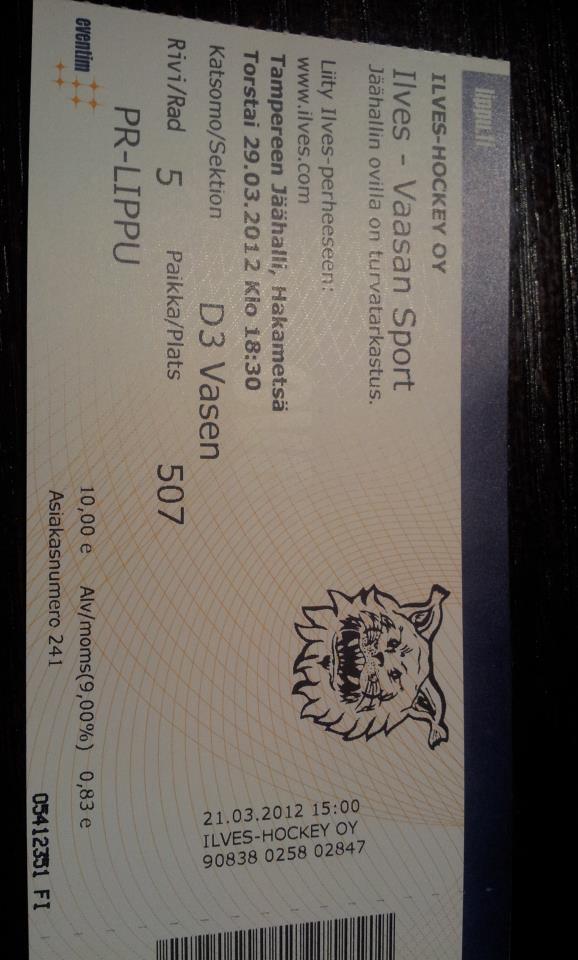 lippu.fi
ILVES-HOCKEY OY
Ilves - Vaasan Sport
Jäähallin ovilla on turvatarkastus.
Liity Ilves-perheeseen:
www.ilves.com
Tampereen Jäähalli, Hakametsä
Torstai 29.03.2012 Klo 18:30
Katsomo/Sektion D3 Vasen
Rivi/Rad 5 Paikka/Plats 507
PR-LIPPU
eventim
10,00 e Alv/moms(9,00%) 0,83 e
Asiakasnumero 241
21.03.2012 15:00
ILVES-HOCKEY OY
90838 0258 02847
05412351 FI